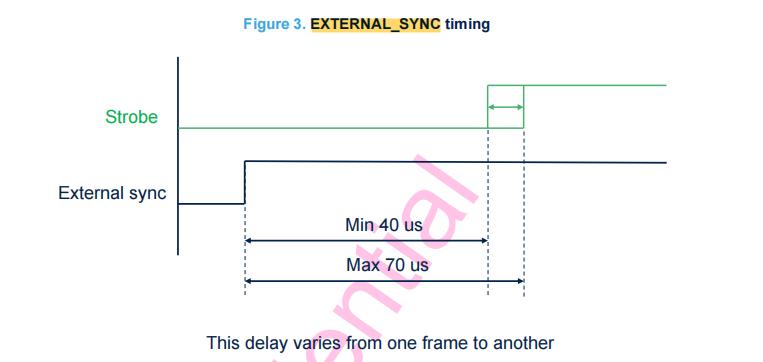 Figure 3. EXTERNAL_SYNC timing
Strobe
External sync
Min 40 us
Max 70 us
ential
This delay varies from one frame to another